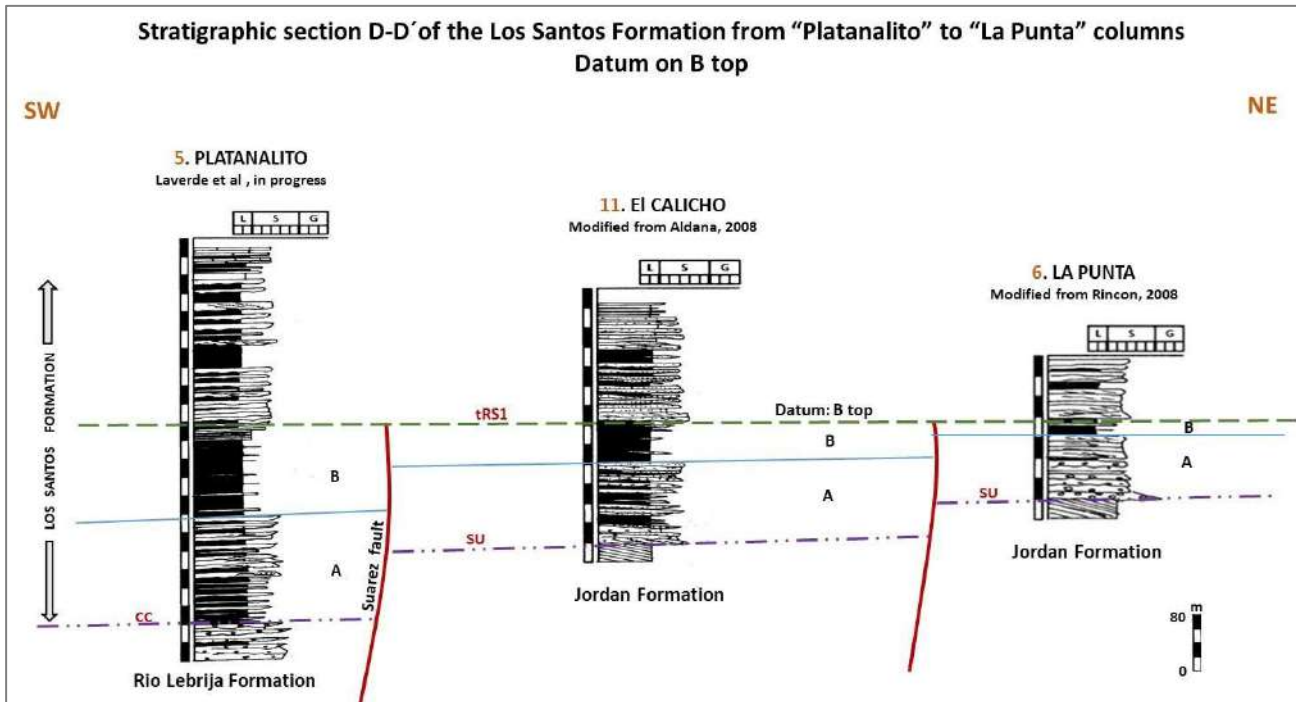 Stratigraphic section D-D´of the Los Santos Formation from “Platanalito” to “La Punta” columns
Datum on B top
SW
NE
5. PLATANALITO
Laverde et al , in progress
L S G
11. El CALICHO
Modified from Aldana, 2008
L S G
6. LA PUNTA
Modified from Rincon, 2008
L S G
LOS SANTOS FORMATION
tRS1
Datum: B top
B
B
B
A
A
A
Suarez fault
SU
SU
CC
Rio Lebrija Formation
Jordan Formation
Jordan Formation
m
80
0